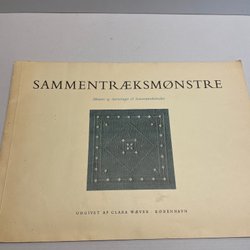 SAMMENTRÆKSMØNSTRE
UDGIVET AF CLARA WÆVER · KØBENHAVN